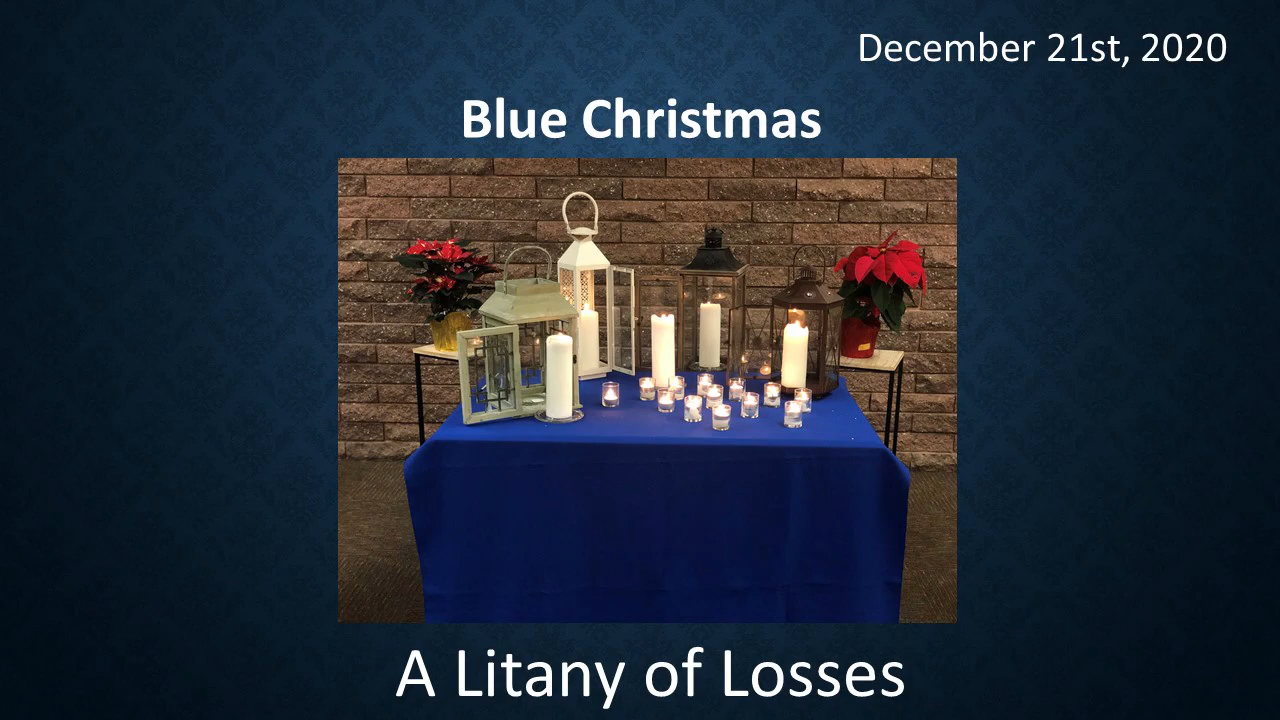 December 21st, 2020
Blue Christmas
A Litany of Losses